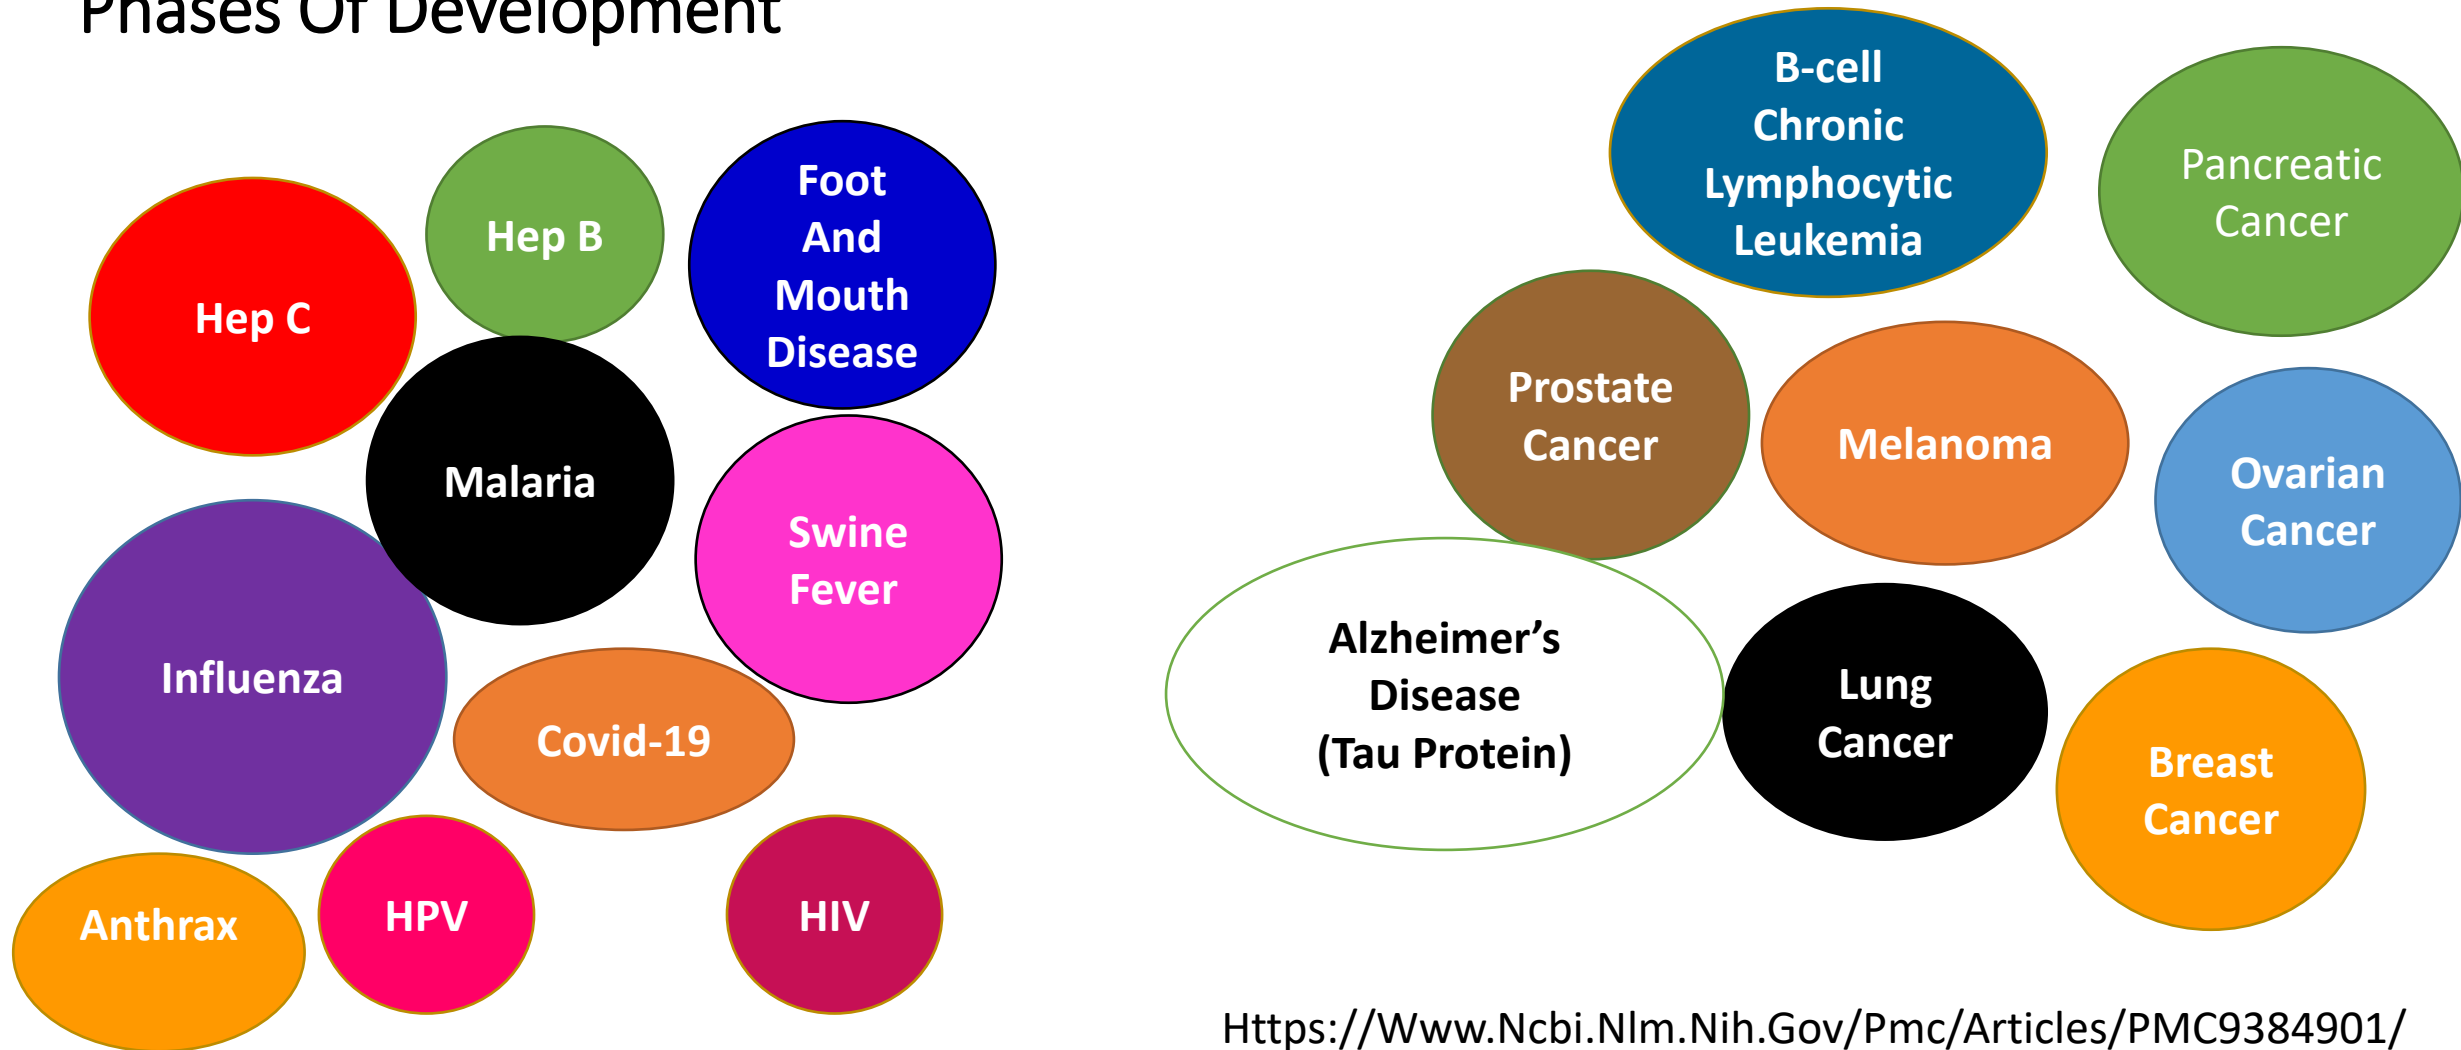 Phases Of Development
Hep C
Hep B
Foot
And
Mouth
Disease
Malaria
Swine
Fever
Influenza
Covid-19
Anthrax
HPV
HIV
B-cell
Chronic
Lymphocytic
Leukemia
Pancreatic
Cancer
Prostate
Cancer
Melanoma
Ovarian
Cancer
Alzheimer’s
Disease
(Tau Protein)
Lung
Cancer
Breast
Cancer
Https://Www.Ncbi.Nlm.Nih.Gov/Pmc/Articles/PMC9384901/